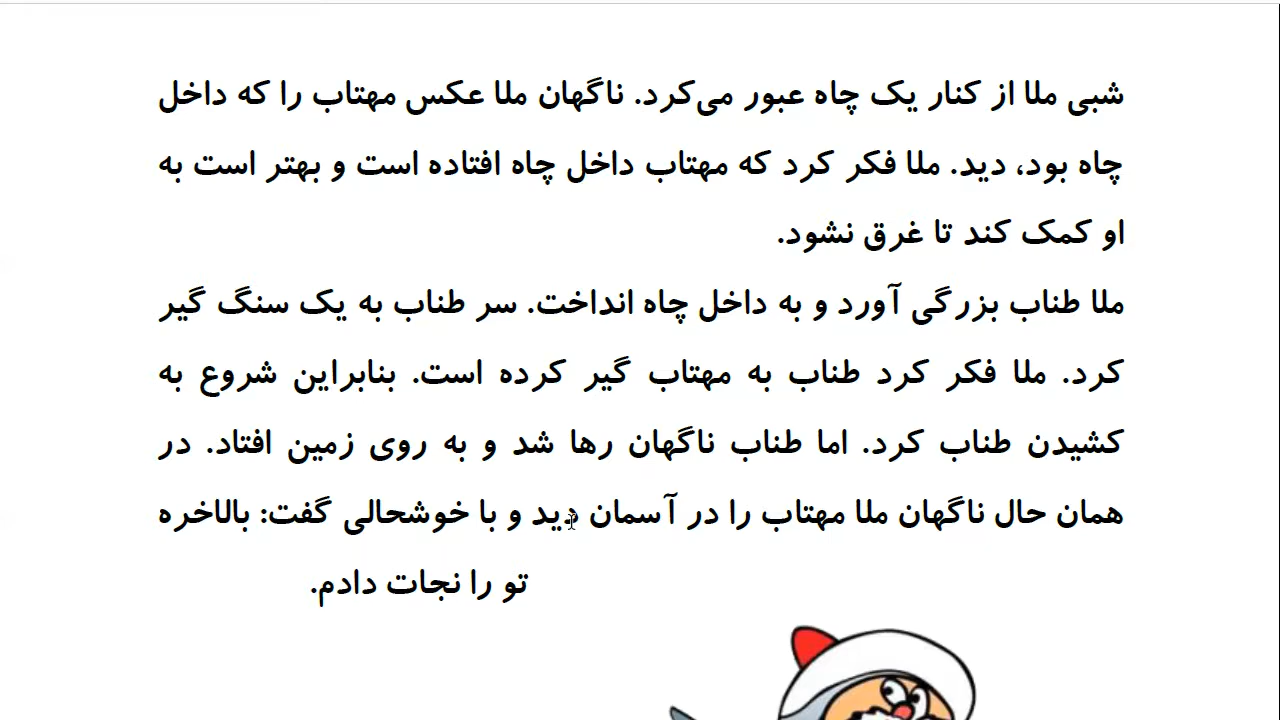 شبی ملا از کنار یک چاه عبور می‌کرد. ناگهان ملا عکس مهتاب را که داخل
چاه بود، دید. ملا فکر کرد که مهتاب داخل چاه افتاده است و بهتر است به
او کمک کند تا غرق نشود.
ملا طناب بزرگی آورد و به داخل چاه انداخت. سر طناب به یک سنگ گیر
کرد. ملا فکر کرد طناب به مهتاب گیر کرده است. بنابراین شروع به
کشیدن طناب کرد. اما طناب ناگهان رها شد و به روی زمین افتاد. در
همان حال ناگهان ملا مهتاب را در آسمان دید و با خوشحالی گفت: بالاخره
تو را نجات دادم.